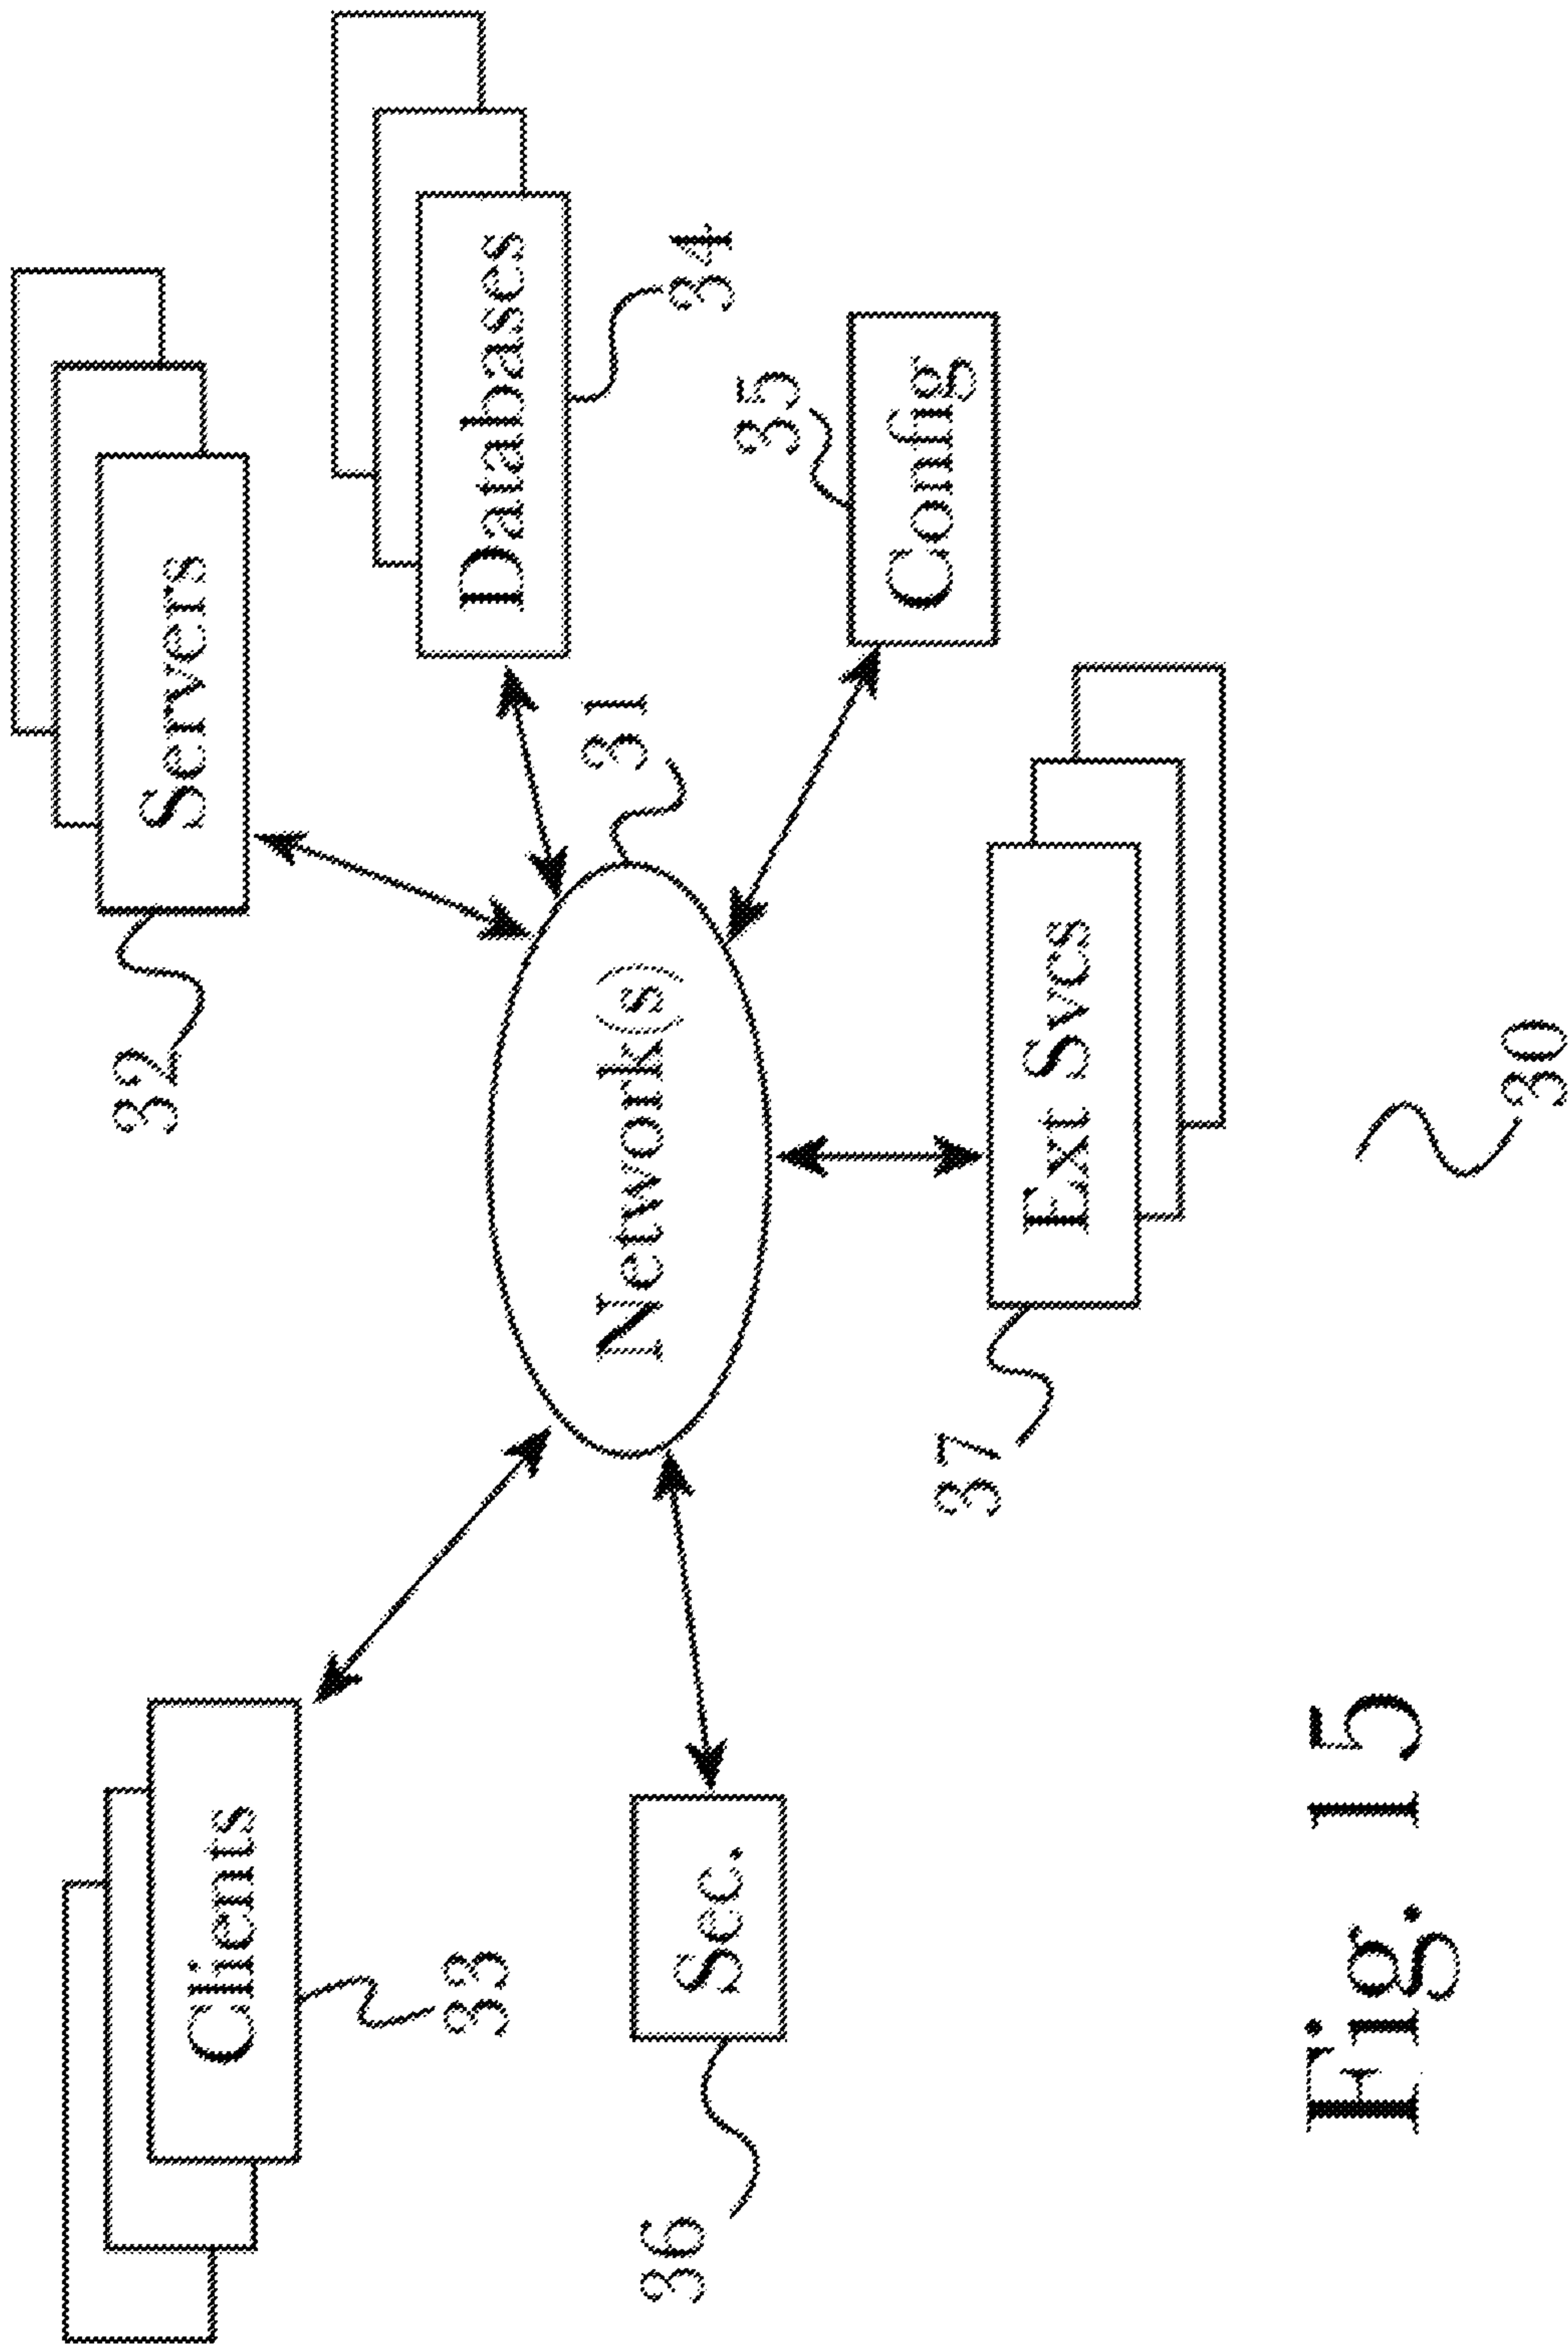 32
Servers
Clients
Databases
33
34
31
Network(s)
35
36
Sec.
Config
37
Ext Svcs
Fig. 15
30